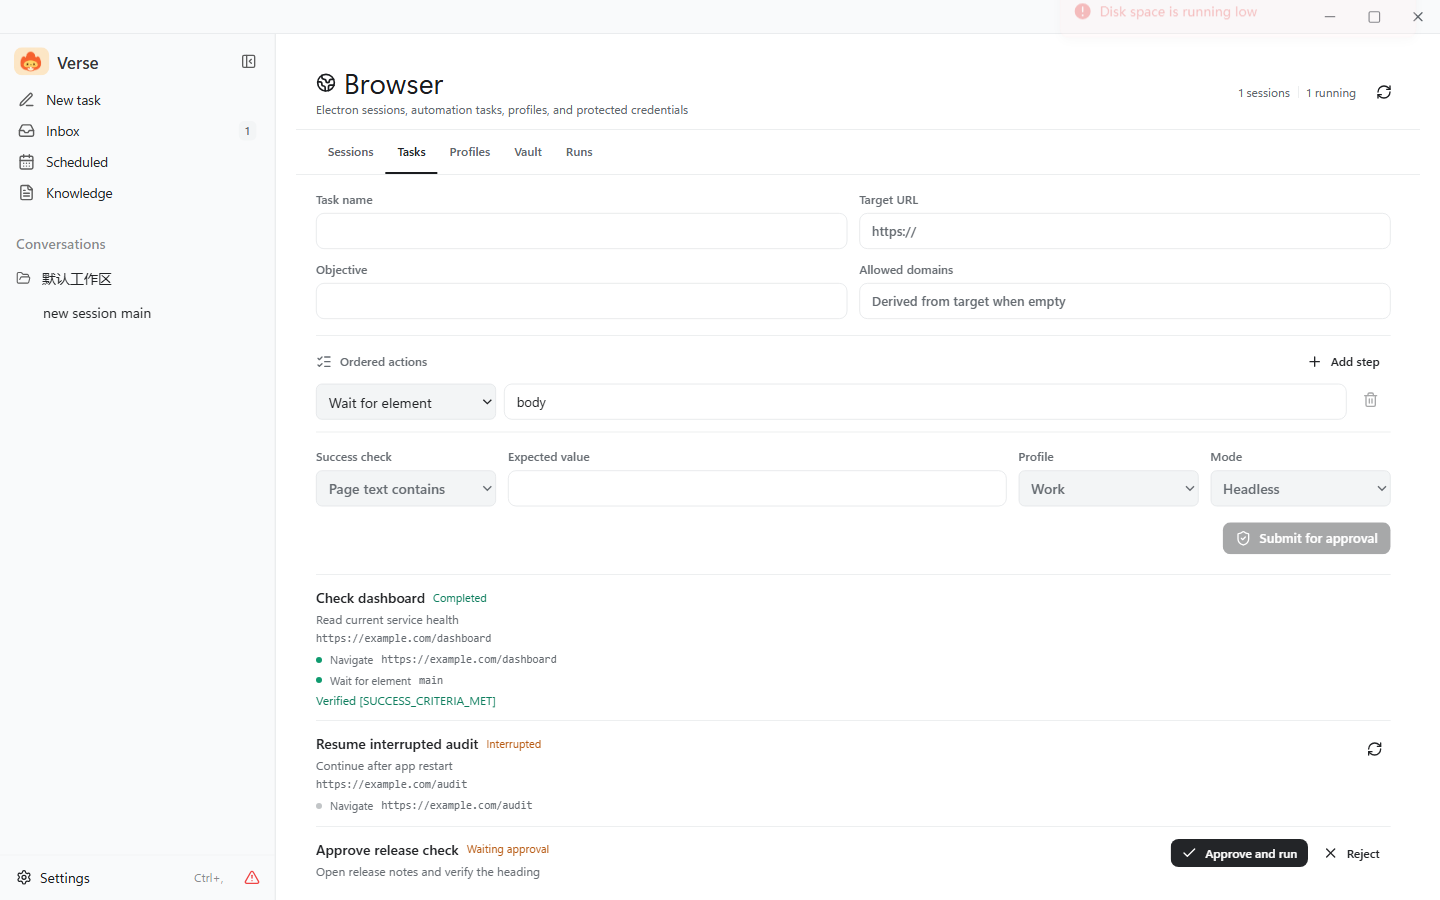 Disk space is running low
Verse
New task
Inbox 1
Scheduled
Knowledge
Conversations
默认工作区
new session main
Settings Ctrl+,
Browser
Electron sessions, automation tasks, profiles, and protected credentials
1 sessions 1 running
Sessions Tasks Profiles Vault Runs
Task name Target URL
https://
Objective Allowed domains
Derived from target when empty
Ordered actions Add step
Wait for element body
Success check Expected value Profile Mode
Page text contains Work Headless
Submit for approval
Check dashboard Completed
Read current service health
https://example.com/dashboard
Navigate https://example.com/dashboard
Wait for element main
Verified [SUCCESS_CRITERIA_MET]
Resume interrupted audit Interrupted
Continue after app restart
https://example.com/audit
Navigate https://example.com/audit
Approve release check Waiting approval Approve and run Reject
Open release notes and verify the heading